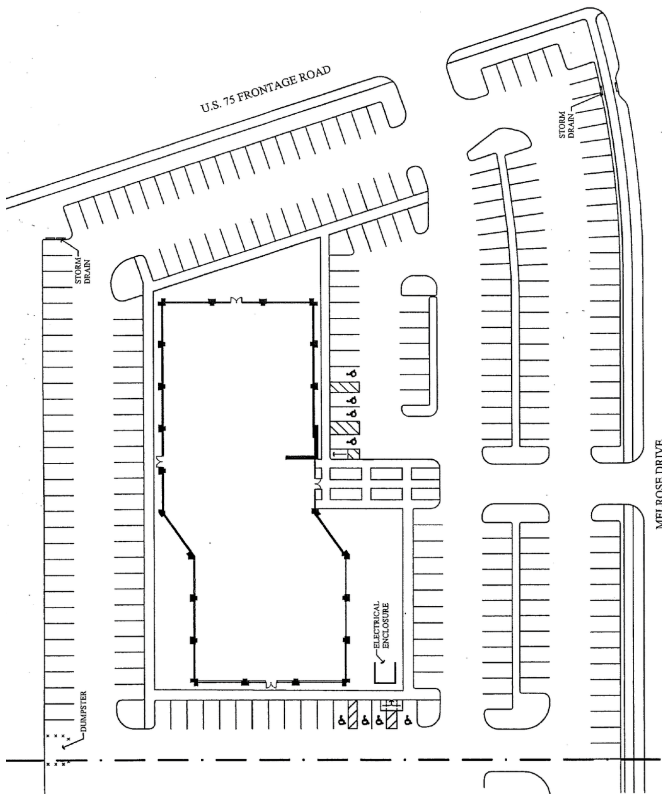 U.S. 75 FRONTAGE ROAD
STORM
DRAIN
STORM
DRAIN
MELROSE DRIVE
ELECTRICAL
ENCLOSURE
DUMPSTER